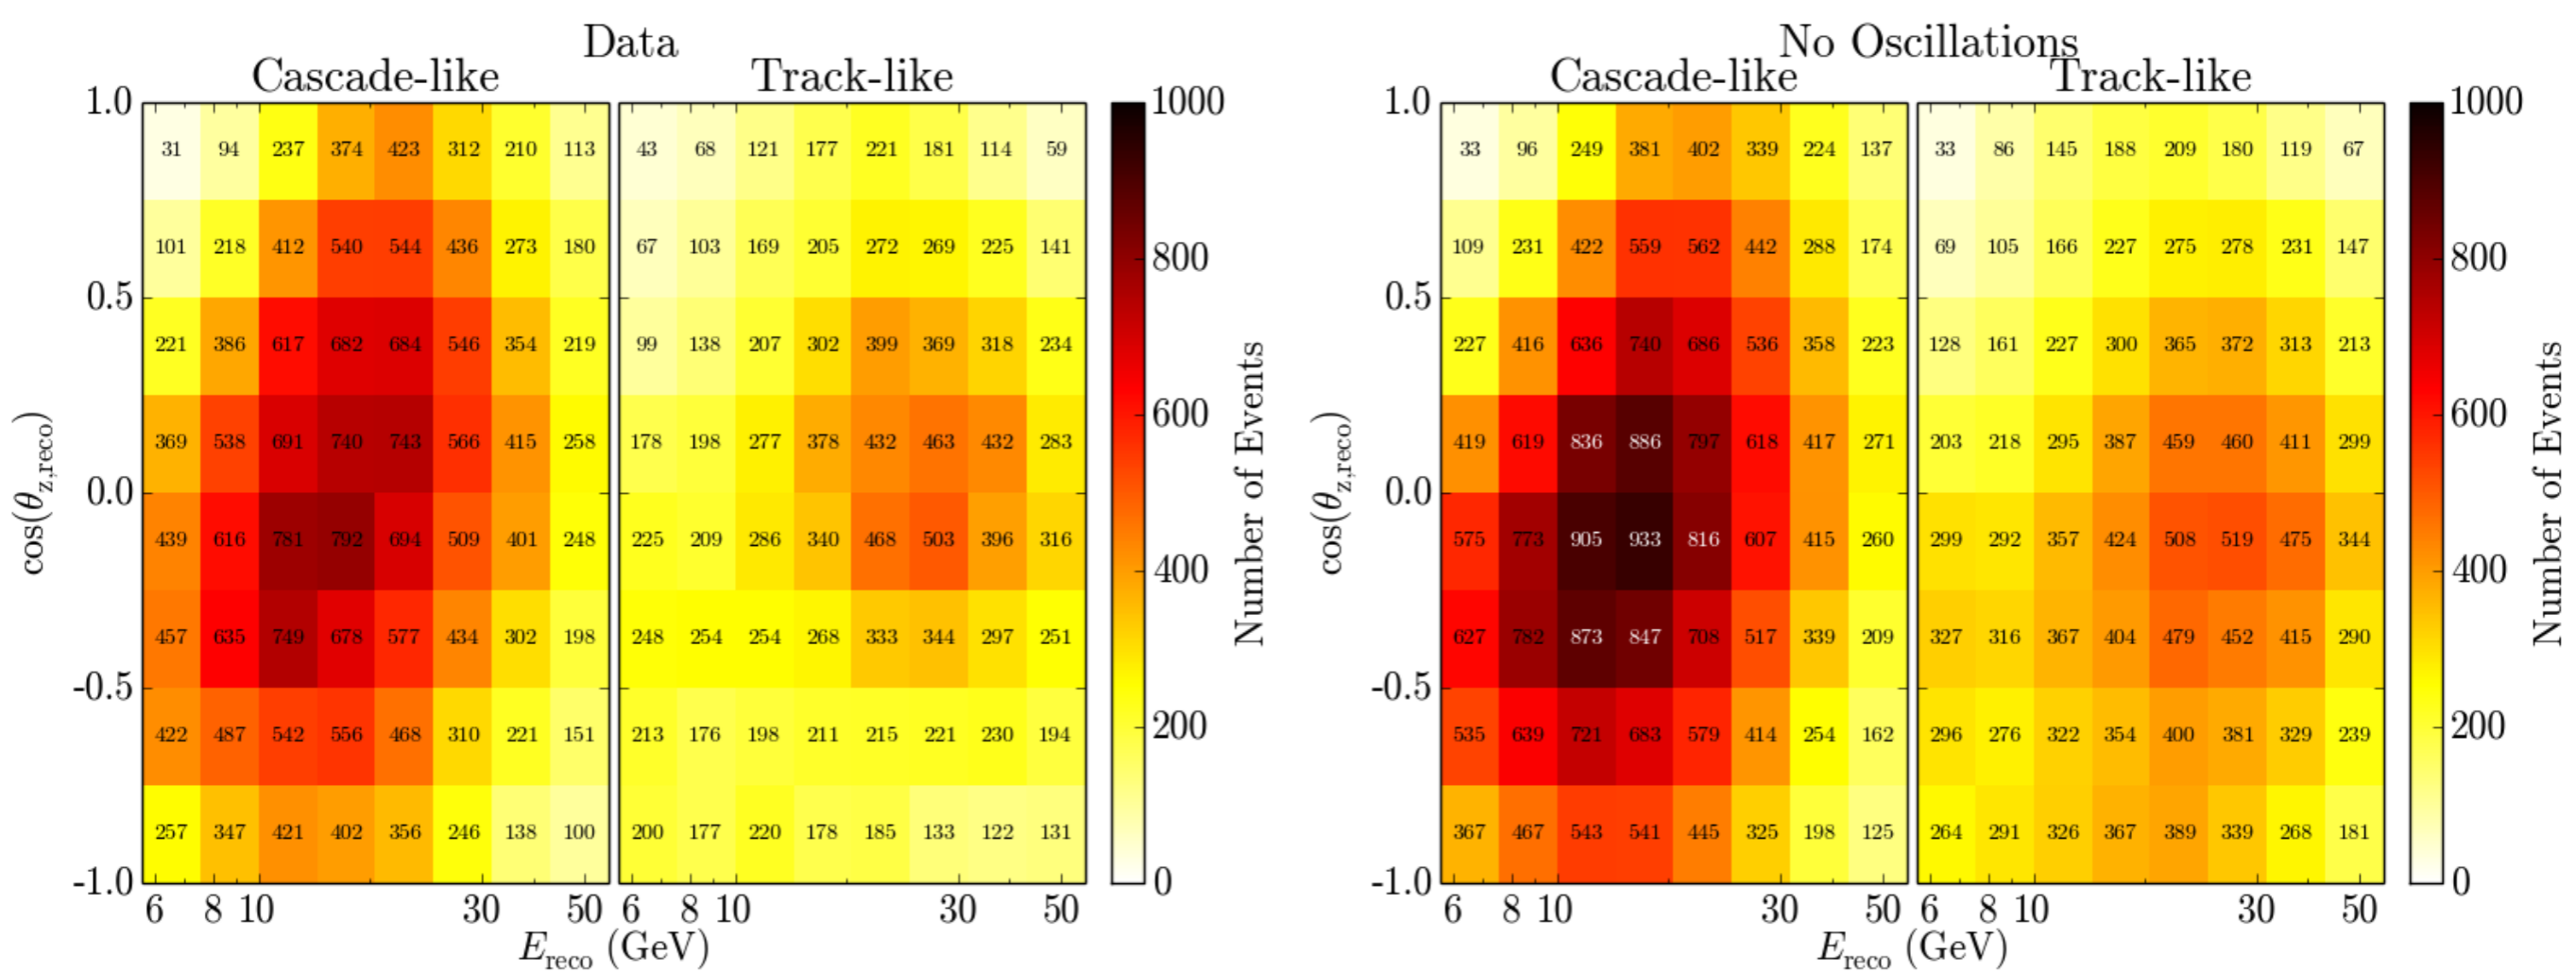 Data
Cascade-like Track-like
1.0
31 94 237 374 423 312 210 113 43 68 121 177 221 181 114 59
101 218 412 540 544 436 273 180 67 103 169 205 272 269 225 141
0.5
221 386 617 682 684 546 354 219 99 138 207 302 399 369 318 234
369 538 691 740 743 566 415 258 178 198 277 378 432 463 432 283
0.0
439 616 781 792 694 509 401 248 225 209 286 340 468 503 396 316
457 635 749 678 577 434 302 198 248 254 254 268 333 344 297 251
-0.5
422 487 542 556 468 310 221 151 213 176 198 211 215 221 230 194
257 347 421 402 356 246 138 100 200 177 220 178 185 133 122 131
-1.0
6 8 10 30 50 6 8 10 30 50
E_reco (GeV)
cos(θ_z,reco)
1000
800
600
400
200
0
Number of Events
No Oscillations
Cascade-like Track-like
1.0
33 96 249 381 402 339 224 137 33 86 145 188 209 180 119 67
109 231 422 559 562 442 288 174 69 105 166 227 275 278 231 147
0.5
227 416 636 740 686 536 358 223 128 161 227 300 365 372 313 213
419 619 836 886 797 618 417 271 203 218 295 387 459 460 411 299
0.0
575 773 905 933 816 607 415 260 299 292 357 424 508 519 475 344
627 782 873 847 708 517 339 209 327 316 367 404 479 452 415 290
-0.5
535 639 721 683 579 414 254 162 296 276 322 354 400 381 329 239
367 467 543 541 445 325 198 125 264 291 326 367 389 339 268 181
-1.0
6 8 10 30 50 6 8 10 30 50
E_reco (GeV)
cos(θ_z,reco)
1000
800
600
400
200
0
Number of Events